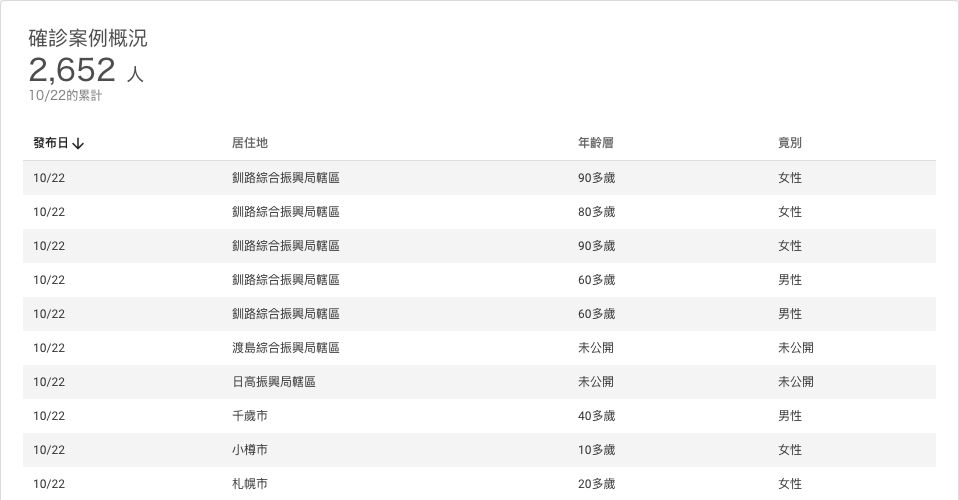 確診案例概況
2,652 人
10/22的累計
發布日↓ 居住地 年齡層 竟別
10/22 釧路綜合振興局轄區 90多歲 女性
10/22 釧路綜合振興局轄區 80多歲 女性
10/22 釧路綜合振興局轄區 90多歲 女性
10/22 釧路綜合振興局轄區 60多歲 男性
10/22 釧路綜合振興局轄區 60多歲 男性
10/22 渡島綜合振興局轄區 未公開 未公開
10/22 日高振興局轄區 未公開 未公開
10/22 千歲市 40多歲 男性
10/22 小樽市 10多歲 女性
10/22 札幌市 20多歲 女性